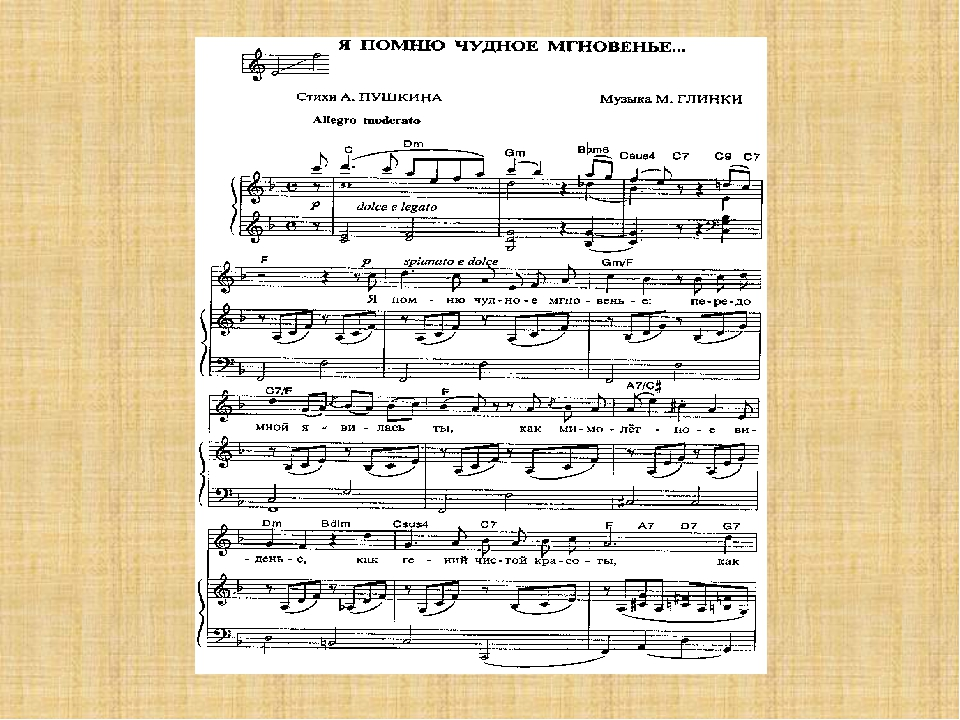 Я ПОМНЮ ЧУДНОЕ МГНОВЕНЬЕ...
Стихи А. ПУШКИНА Музыка М. ГЛИНКИ
Allegro moderato
C Dm Gm Bbm6 Csus4 C7 C9 C7
p dolce e legato
F p spianato e dolce Gm/F
Я пом - ню чуд-но-е мгно-вень-е: пе-ре-до
G7/F F A7/C#
мной я - ви - лась ты, как ми-мо-лёт - но - е ви-
Dm Bdim Csus4 C7 F A7 D7 G7
- день-е, как ге - ний чис-той кра-со-ты, как